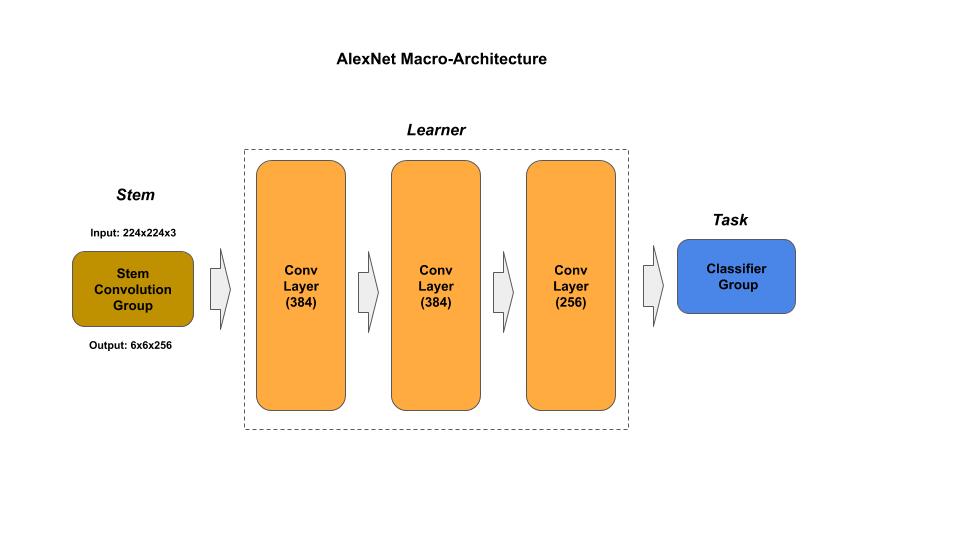 AlexNet Macro-Architecture
Learner
Stem
Input: 224x224x3
Stem
Convolution
Group
Output: 6x6x256
Conv
Layer
(384)
Conv
Layer
(384)
Conv
Layer
(256)
Task
Classifier
Group